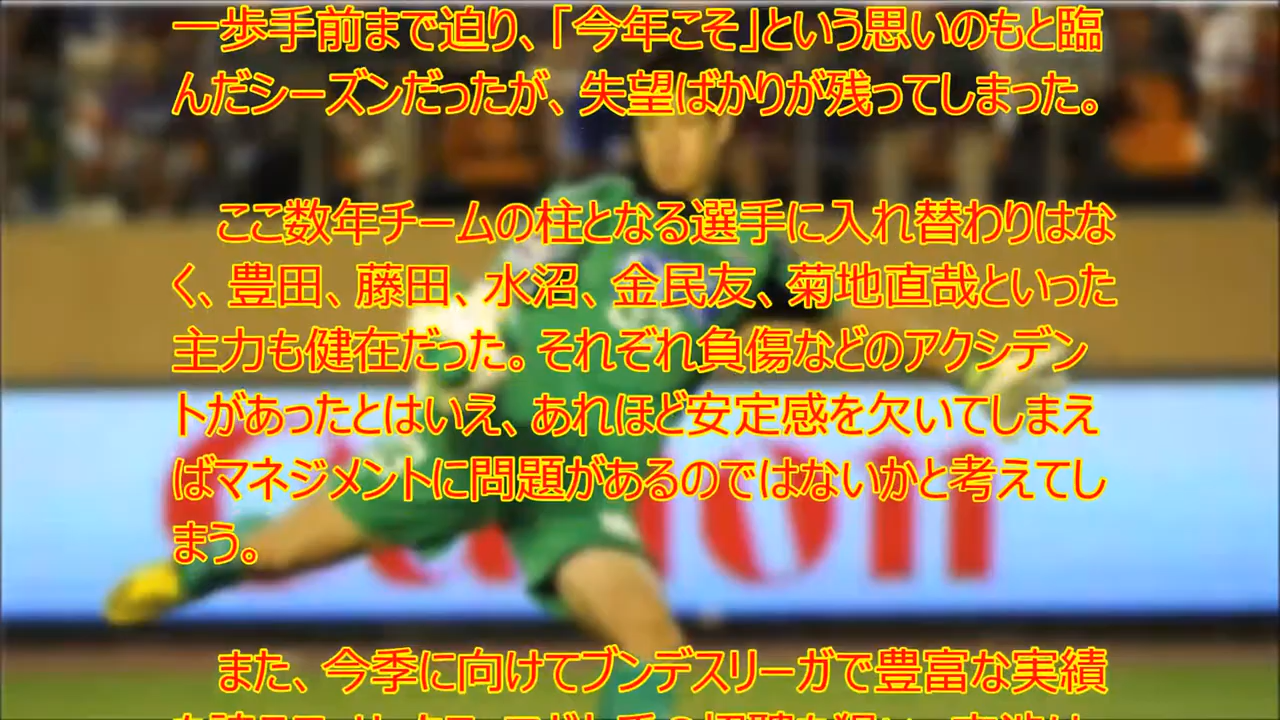 一歩手前まで迫り、「今年こそ」という思いのもと臨
んだシーズンだったが、失望ばかりが残ってしまった。
ここ数年チームの柱となる選手に入れ替わりはな
く、豊田、藤田、水沼、金民友、菊地直哉といった
主力も健在だった。それぞれ負傷などのアクシデン
トがあったとはいえ、あれほど安定感を欠いてしまえ
ばマネジメントに問題があるのではないかと考えてし
まう。
また、今季に向けてブンデスリーガで豊富な実績